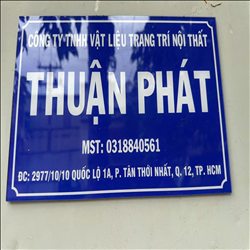 CÔNG TY TNHH VẬT LIỆU TRANG TRÍ NỘI THẤT
THUẬN PHÁT
MST: 0318840561
ĐC: 2977/10/10 QUỐC LỘ 1A, P. TÂN THỚI NHẤT, Q. 12, TP. HCM